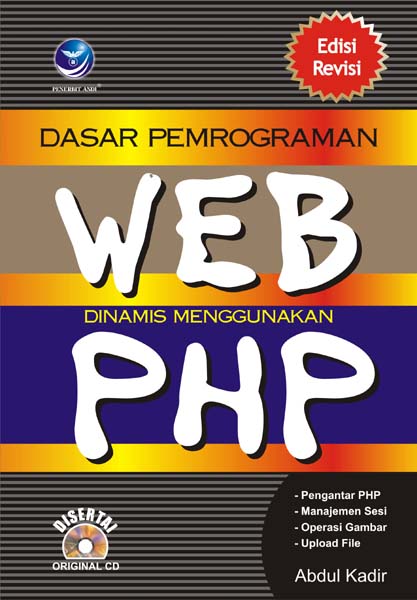 PENERBIT ANDI®
Edisi
Revisi
DASAR PEMROGRAMAN
WEB
DINAMIS MENGGUNAKAN
PHP
- Pengantar PHP
- Manajemen Sesi
- Operasi Gambar
- Upload File
DISERTAI
ORIGINAL CD
Abdul Kadir